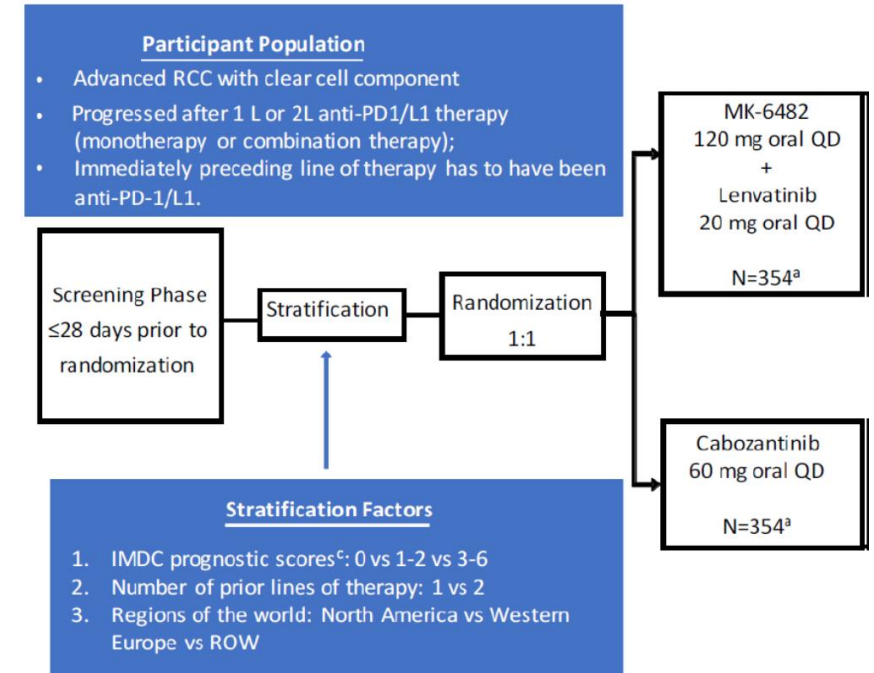 Participant Population
• Advanced RCC with clear cell component
• Progressed after 1 L or 2L anti-PD1/L1 therapy
(monotherapy or combination therapy);
• Immediately preceding line of therapy has to have been
anti-PD-1/L1.
Screening Phase
≤28 days prior to
randomization
Stratification
Randomization
1:1
MK-6482
120 mg oral QD
+
Lenvatinib
20 mg oral QD
N=354ᵃ
Cabozantinib
60 mg oral QD
N=354ᵃ
Stratification Factors
1. IMDC prognostic scoresᶜ: 0 vs 1-2 vs 3-6
2. Number of prior lines of therapy: 1 vs 2
3. Regions of the world: North America vs Western
Europe vs ROW